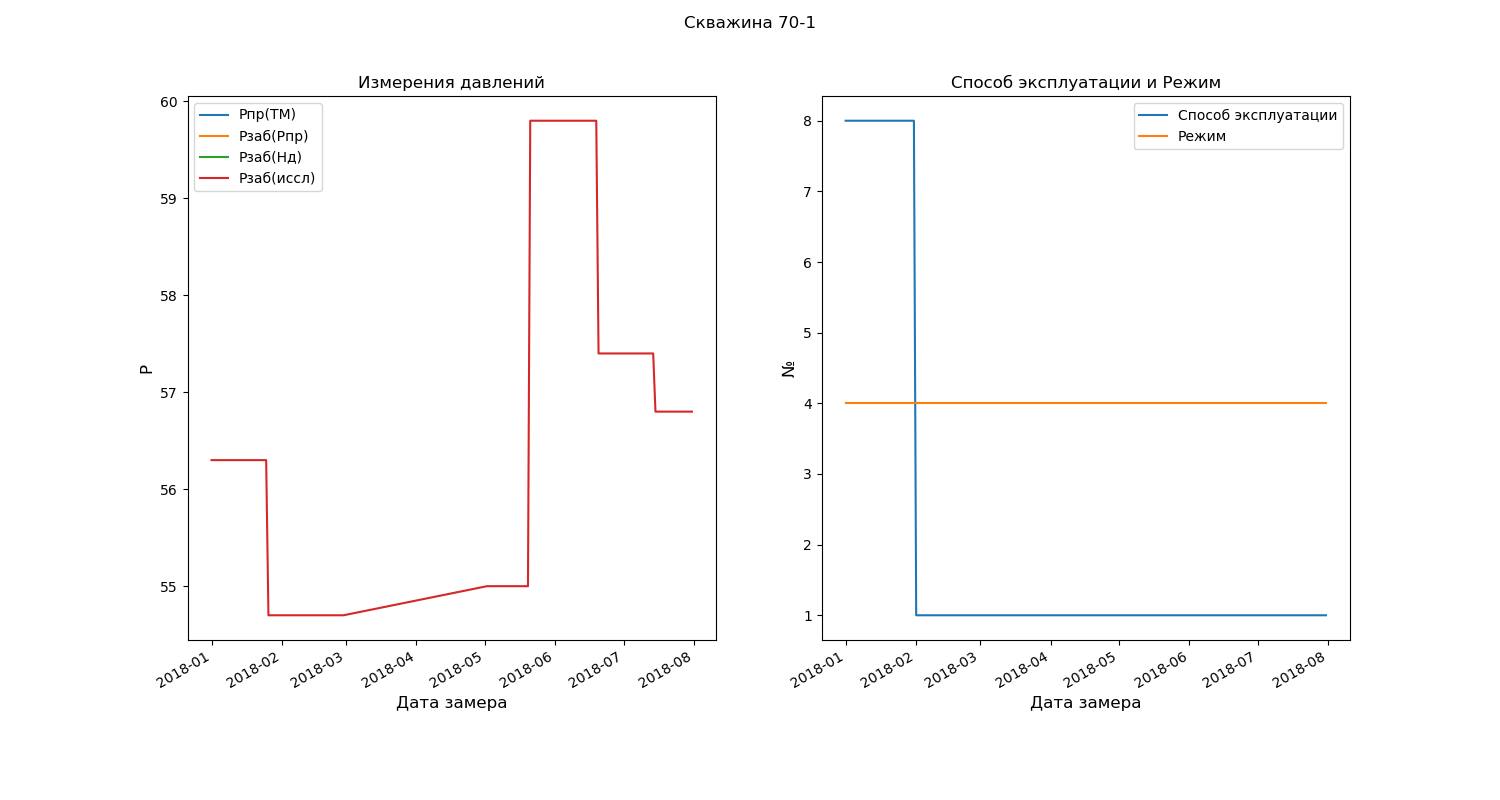 Скважина 70-1
Измерения давлений
60
59
58
57
56
55
P
Рпр(ТМ)
Рзаб(Рпр)
Рзаб(Нд)
Рзаб(иссл)
2018-01
2018-02
2018-03
2018-04
2018-05
2018-06
2018-07
2018-08
Дата замера
Способ эксплуатации и Режим
8
7
6
5
4
3
2
1
№
Способ эксплуатации
Режим
2018-01
2018-02
2018-03
2018-04
2018-05
2018-06
2018-07
2018-08
Дата замера